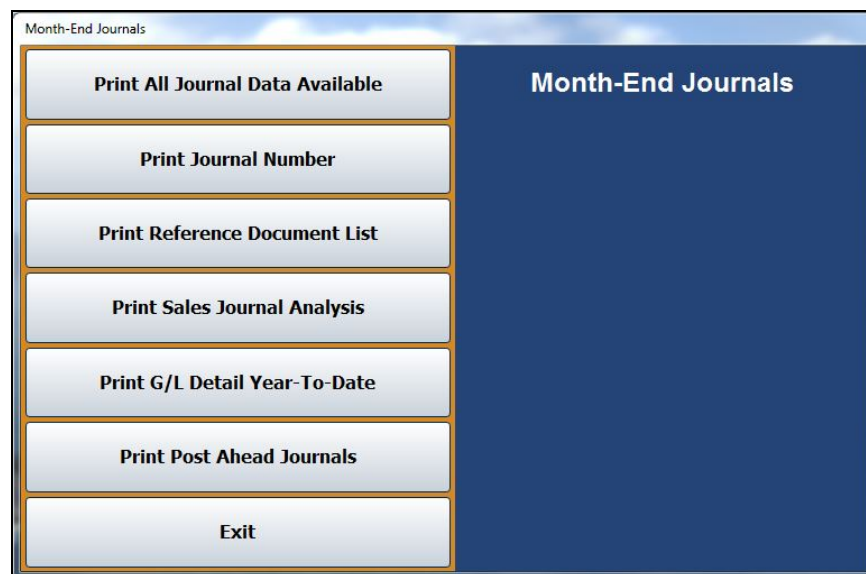 Month-End Journals
Print All Journal Data Available
Month-End Journals
Print Journal Number
Print Reference Document List
Print Sales Journal Analysis
Print G/L Detail Year-To-Date
Print Post Ahead Journals
Exit